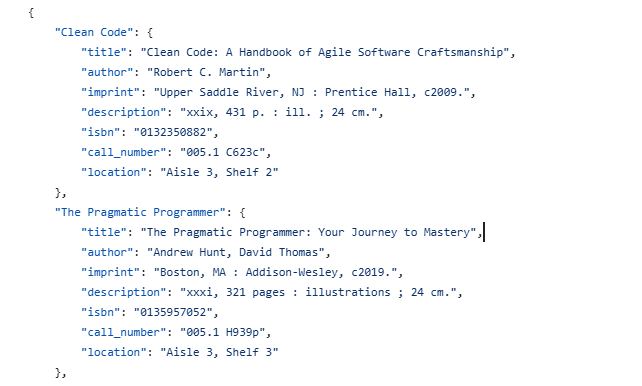 {
"Clean Code": {
"title": "Clean Code: A Handbook of Agile Software Craftsmanship",
"author": "Robert C. Martin",
"imprint": "Upper Saddle River, NJ : Prentice Hall, c2009.",
"description": "xxix, 431 p. : ill. ; 24 cm.",
"isbn": "0132350882",
"call_number": "005.1 C623c",
"location": "Aisle 3, Shelf 2"
},
"The Pragmatic Programmer": {
"title": "The Pragmatic Programmer: Your Journey to Mastery",
"author": "Andrew Hunt, David Thomas",
"imprint": "Boston, MA : Addison-Wesley, c2019.",
"description": "xxxi, 321 pages : illustrations ; 24 cm.",
"isbn": "0135957052",
"call_number": "005.1 H939p",
"location": "Aisle 3, Shelf 3"
},